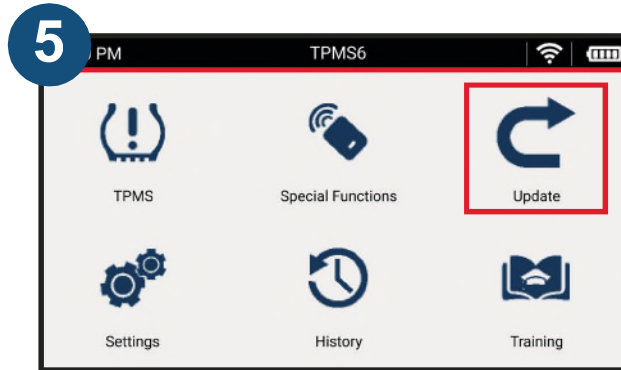 5
PM TPMS6
TPMS Special Functions Update
Settings History Training